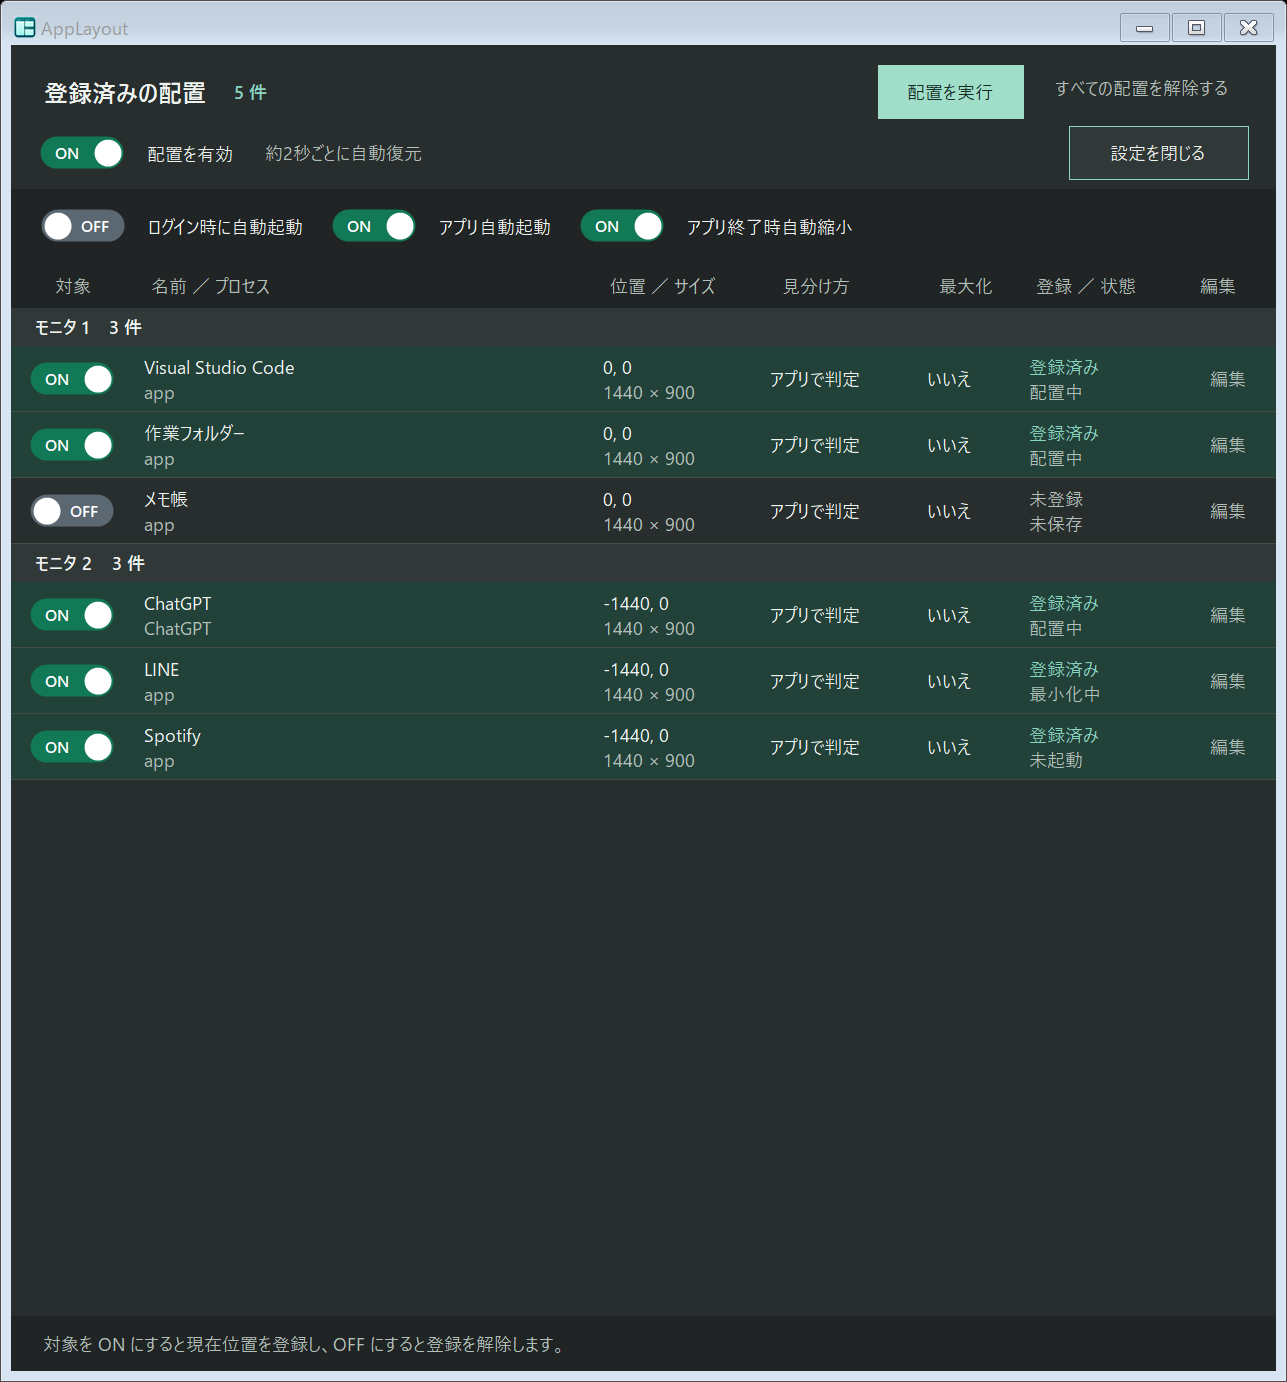 AppLayout
登録済みの配置 5 件
配置を実行 すべての配置を解除する
ON 配置を有効 約2秒ごとに自動復元
設定を閉じる
OFF ログイン時に自動起動 ON アプリ自動起動 ON アプリ終了時自動縮小
対象 名前 ／ プロセス 位置 ／ サイズ 見分け方 最大化 登録 ／ 状態 編集
モニタ 1 3 件
ON Visual Studio Code 0, 0 アプリで判定 いいえ 登録済み 編集
app 1440 × 900 配置中
ON 作業フォルダー 0, 0 アプリで判定 いいえ 登録済み 編集
app 1440 × 900 配置中
OFF メモ帳 0, 0 アプリで判定 いいえ 未登録 編集
app 1440 × 900 未保存
モニタ 2 3 件
ON ChatGPT -1440, 0 アプリで判定 いいえ 登録済み 編集
ChatGPT 1440 × 900 配置中
ON LINE -1440, 0 アプリで判定 いいえ 登録済み 編集
app 1440 × 900 最小化中
ON Spotify -1440, 0 アプリで判定 いいえ 登録済み 編集
app 1440 × 900 未起動
対象を ON にすると現在位置を登録し、OFF にすると登録を解除します。